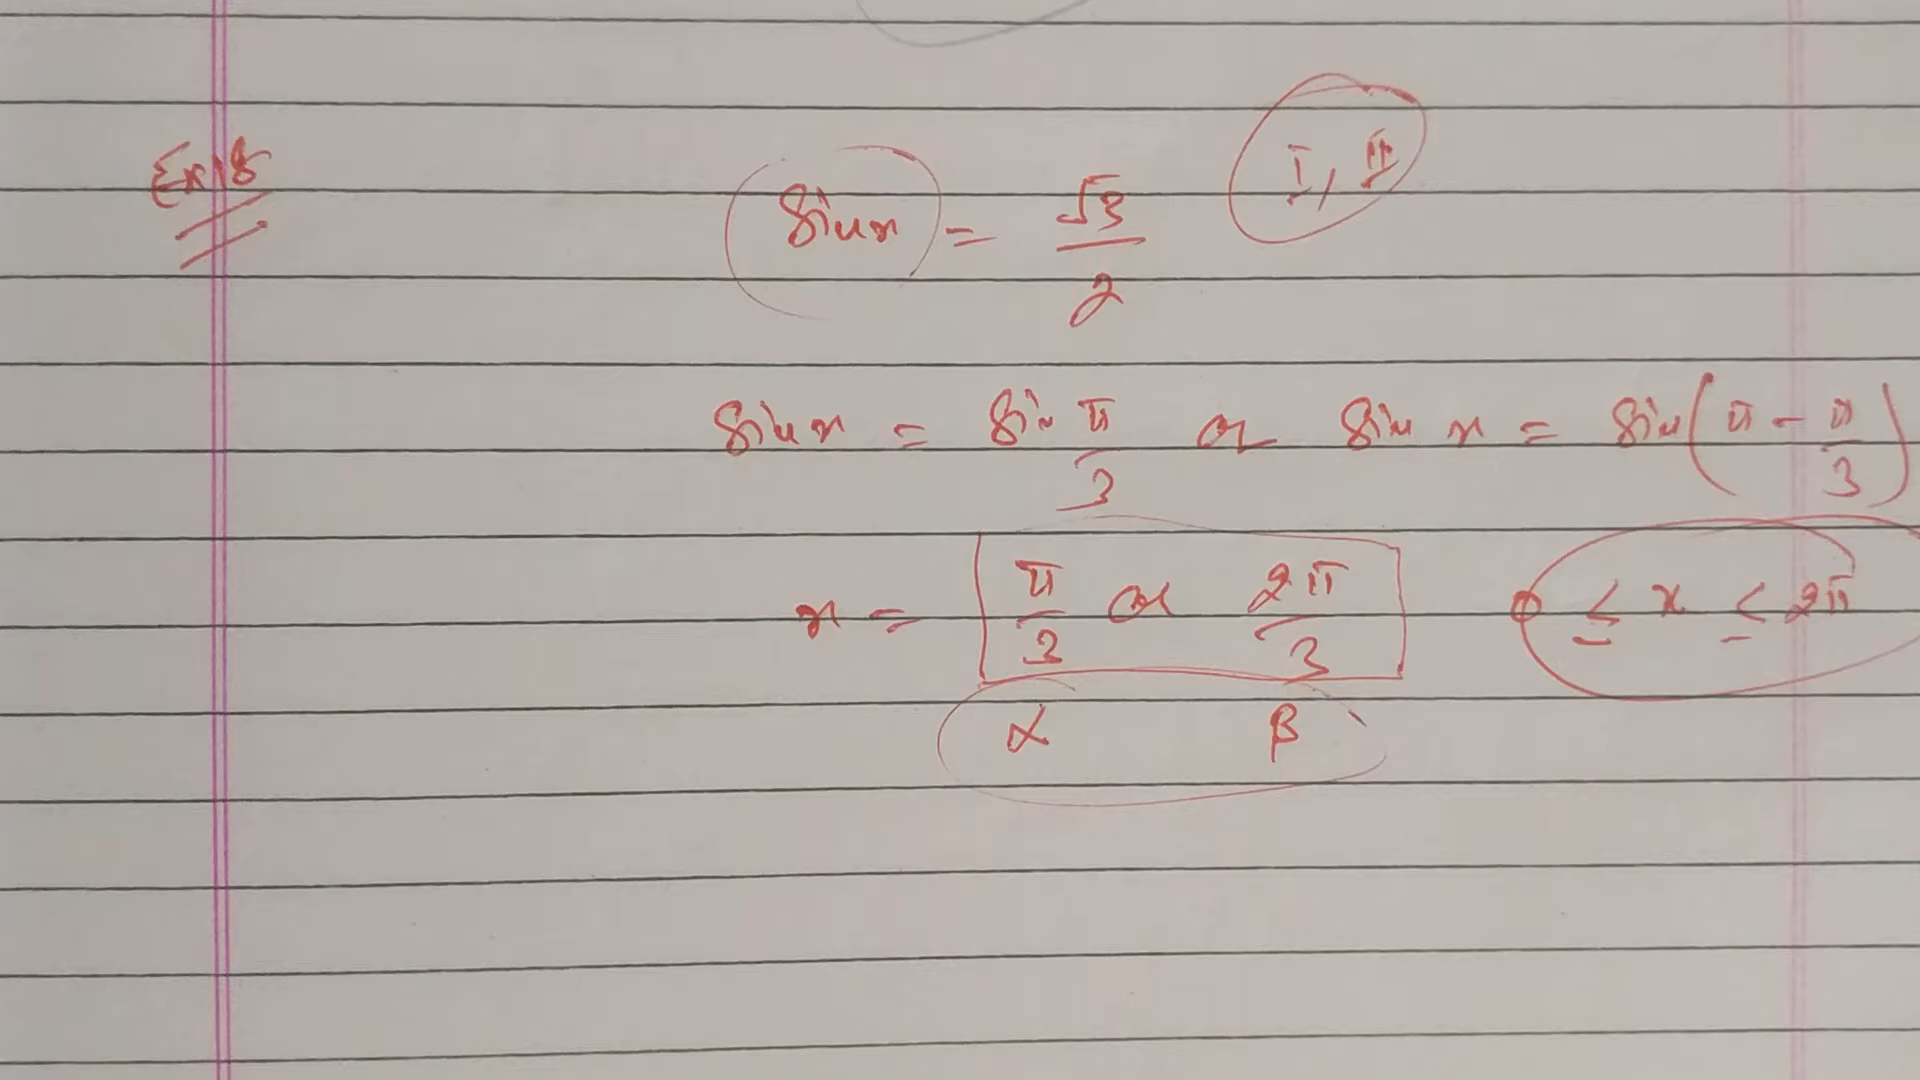 Ex 18
sin x = √3/2 I, II
sin x = sin π/3 or sin x = sin(π - π/3)
x = π/3 or 2π/3 0 ≤ x ≤ 2π
α β